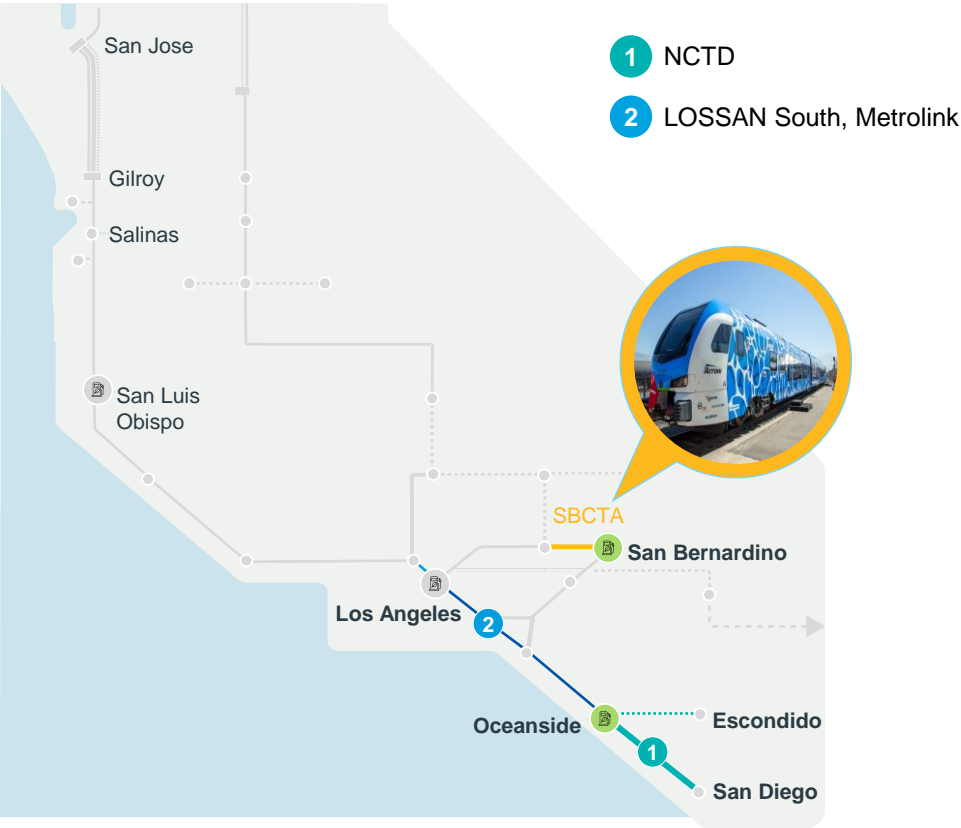 San Jose
1 NCTD
2 LOSSAN South, Metrolink
Gilroy
Salinas
ARROW
San Luis
Obispo
SBCTA
San Bernardino
Los Angeles
2
Oceanside
Escondido
1
San Diego